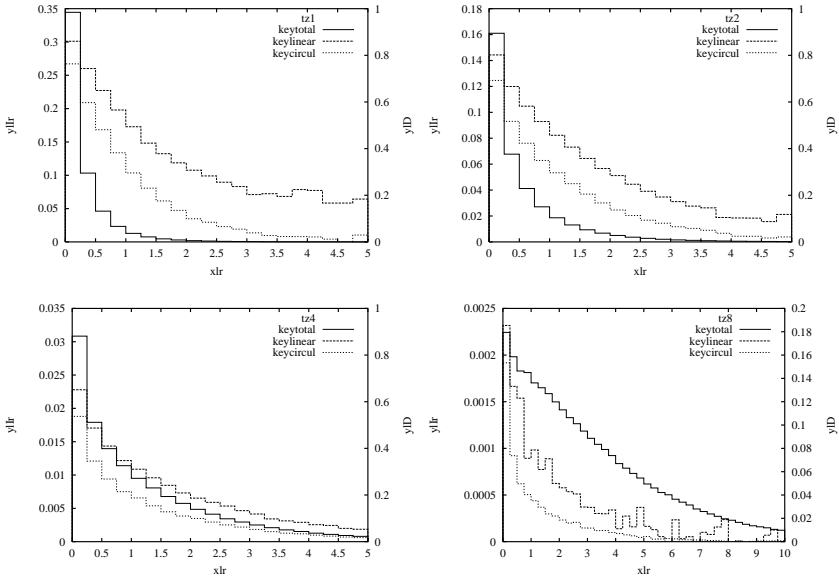 tz1
keytotal
keylinear
keycircul
0.35
0.3
0.25
0.2
0.15
0.1
0.05
0
1
0.8
0.6
0.4
0.2
0
yllr
ylD
0 0.5 1 1.5 2 2.5 3 3.5 4 4.5 5
xlr
tz2
keytotal
keylinear
keycircul
0.18
0.16
0.14
0.12
0.1
0.08
0.06
0.04
0.02
0
1
0.8
0.6
0.4
0.2
0
yllr
ylD
0 0.5 1 1.5 2 2.5 3 3.5 4 4.5 5
xlr
tz4
keytotal
keylinear
keycircul
0.035
0.03
0.025
0.02
0.015
0.01
0.005
0
1
0.8
0.6
0.4
0.2
0
yllr
ylD
0 0.5 1 1.5 2 2.5 3 3.5 4 4.5 5
xlr
tz8
keytotal
keylinear
keycircul
0.0025
0.002
0.0015
0.001
0.0005
0
0.2
0.18
0.16
0.14
0.12
0.1
0.08
0.06
0.04
0.02
0
yllr
ylD
0 1 2 3 4 5 6 7 8 9 10
xlr